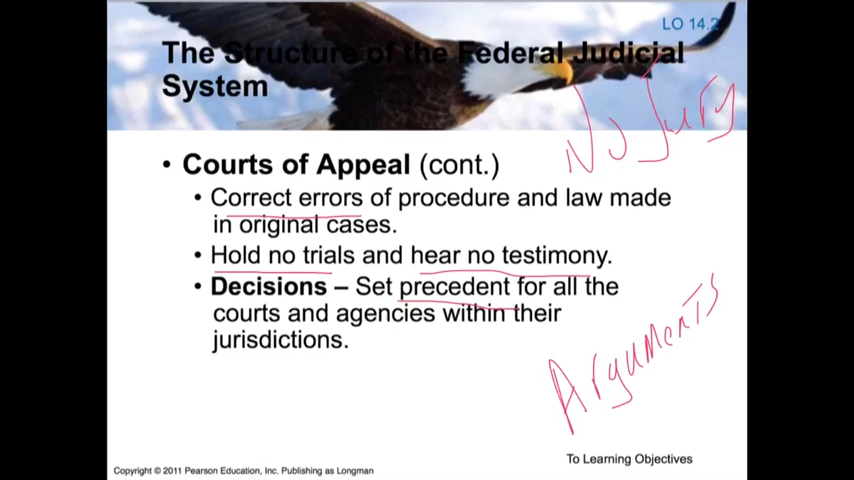 LO 14.2
The Structure of the Federal Judicial
System
No Jury
• Courts of Appeal (cont.)
• Correct errors of procedure and law made
in original cases.
• Hold no trials and hear no testimony.
• Decisions – Set precedent for all the
courts and agencies within their
jurisdictions.
Arguments
To Learning Objectives
Copyright © 2011 Pearson Education, Inc. Publishing as Longman